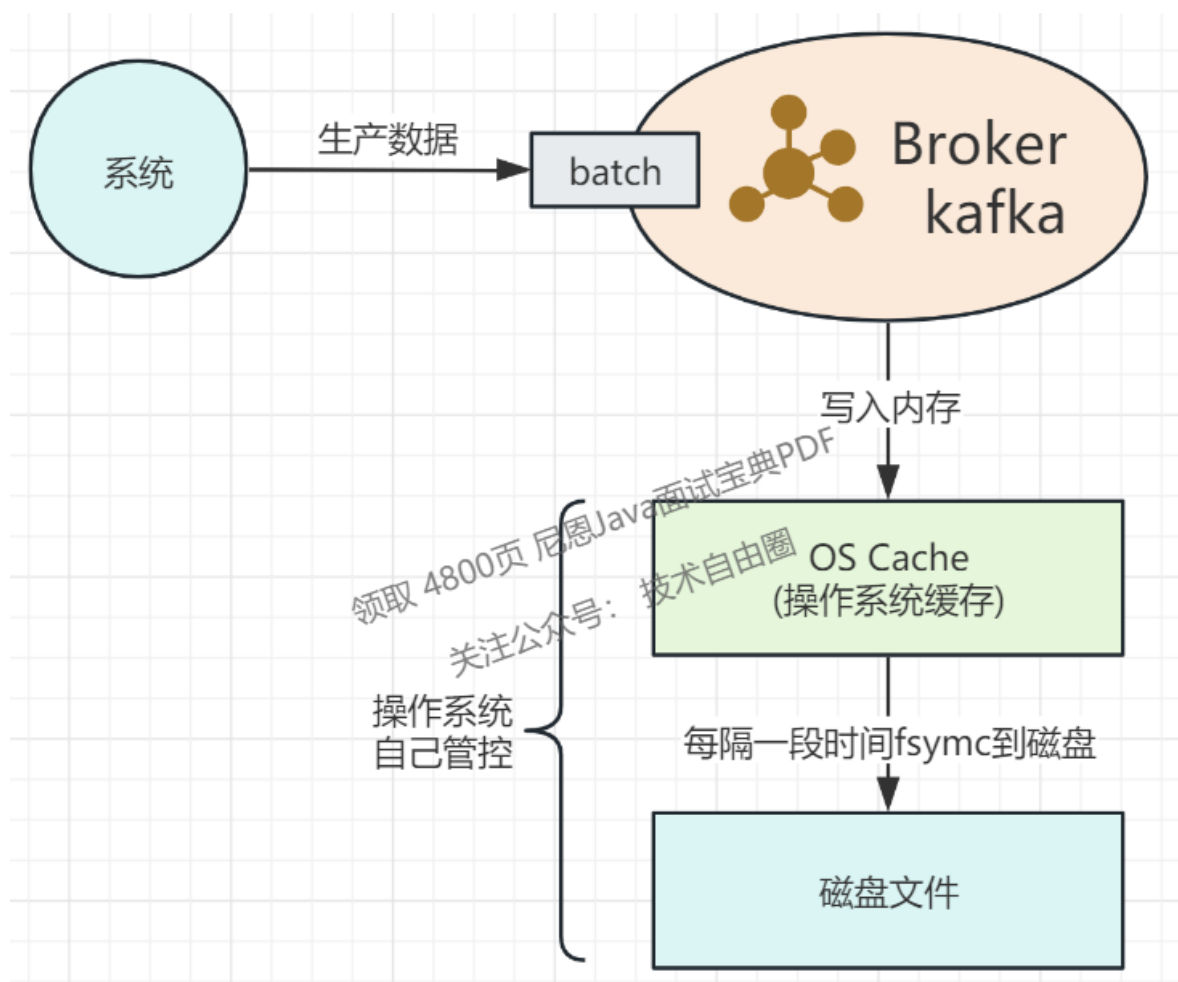 系统
生产数据
batch
Broker
kafka
写入内存
领取 4800页 尼恩Java面试宝典PDF
关注公众号： 技术自由圈
OS Cache
(操作系统缓存)
操作系统
自己管控
每隔一段时间fsymc到磁盘
磁盘文件